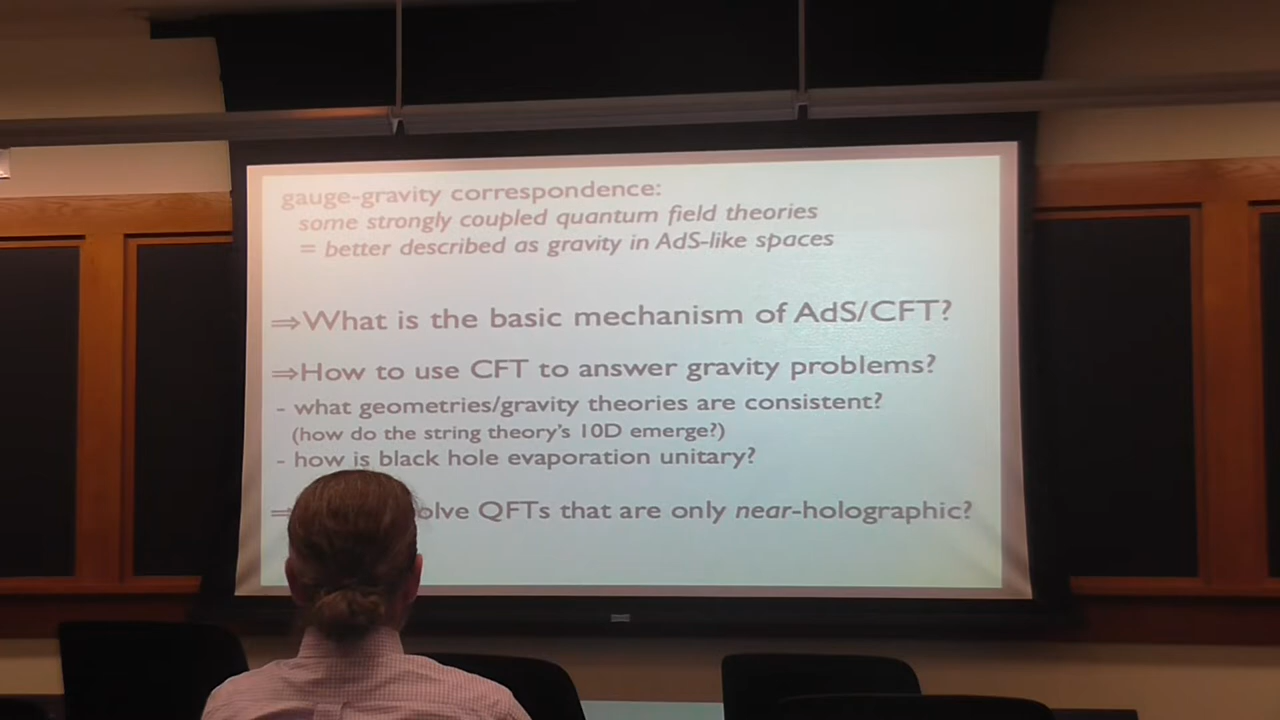 gauge-gravity correspondence:
some strongly coupled quantum field theories
= better described as gravity in AdS-like spaces
⇒What is the basic mechanism of AdS/CFT?
⇒How to use CFT to answer gravity problems?
- what geometries/gravity theories are consistent?
(how do the string theory's 10D emerge?)
- how is black hole evaporation unitary?
QFTs that are only near-holographic?